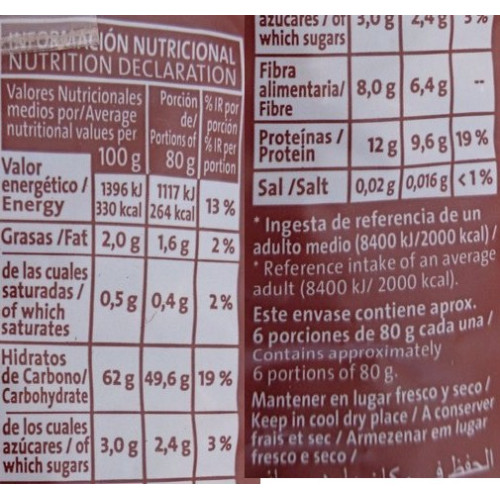 INFORMACIÓN NUTRICIONAL
NUTRITION DECLARATION
Valores Nutricionales medios por/Average nutritional values per 100 g
Porción de/ Portions of 80 g
% IR por porción % IR per portion
Valor energético / Energy 1396 kJ 330 kcal 1117 kJ 264 kcal 13 %
Grasas /Fat 2,0 g 1,6 g 2 %
de las cuales saturadas / of which saturates 0,5 g 0,4 g 2 %
Hidratos de Carbono/ Carbohydrate 62 g 49,6 g 19 %
de los cuales azúcares / of which sugars 3,0 g 2,4 g 3 %
azúcares / of which sugars 3,0 g 2,4 g 3 %
Fibra alimentaria/ Fibre 8,0 g 6,4 g --
Proteínas / Protein 12 g 9,6 g 19 %
Sal /Salt 0,02 g 0,016 g <1 %
* Ingesta de referencia de un
adulto medio (8400 kJ/2000 kcal) /
* Reference intake of an average
adult (8400 kJ/ 2000 kcal).
Este envase contiene aprox.
6 porciones de 80 g cada una /
Contains approximately
6 portions of 80 g.
Mantener en lugar fresco y seco /
Keep in cool dry place / A conserver
frais et sec / Armezenar em lugar
fresco e seco /